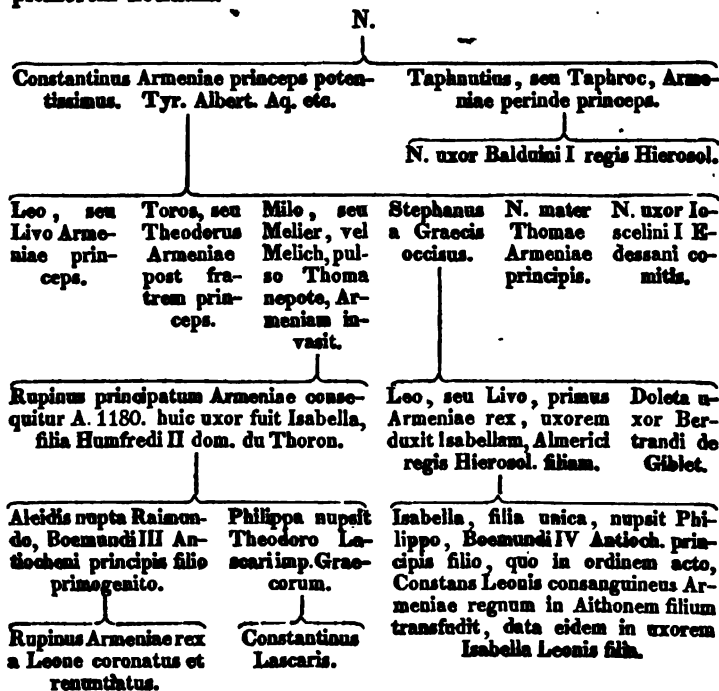 N.
Constantinus Armeniae princeps poten-
tissimus. Tyr. Albert. Aq. etc.
Taphnutius, seu Taphroc, Arme-
niae perinde princeps.
N. uxor Balduini I regis Hierosol.
Leo, seu
Livo Arme-
niae prin-
ceps.
Toros, seu
Theodorus
Armeniae
post fra-
trem prin-
ceps.
Milo, seu
Melier, vel
Melich, pul-
so Thoma
nepote, Ar-
meniam in-
vasit.
Stephanus
a Graecis
occisus.
N. mater
Thomae
Armeniae
principis.
N. uxor Io-
scelini I E-
dessani co-
mitis.
Rupinus principatum Armeniae conse-
quitur A. 1180. huic uxor fuit Isabella,
filia Humfredi II dom. du Thoron.
Leo, seu Livo, primus
Armeniae rex, uxorem
duxit Isabellam, Almerici
regis Hierosol. filiam.
Doleta u-
xor Ber-
trandi de
Giblet.
Aleidis nupta Raimun-
do, Boemundi III An-
tiocheni principis filio
primogenito.
Philippa nupsit
Theodoro La-
scari imp. Grae-
corum.
Isabella, filia unica, nupsit Phi-
lippo, Boemundi IV Antioch. prin-
cipis filio, quo in ordinem acto,
Constans Leonis consanguineus Ar-
meniae regnum in Aithonem filium
transfudit, data eidem in uxorem
Isabella Leonis filia.
Rupinus Armeniae rex
a Leone coronatus et
renuntiatus.
Constantinus
Lascaris.